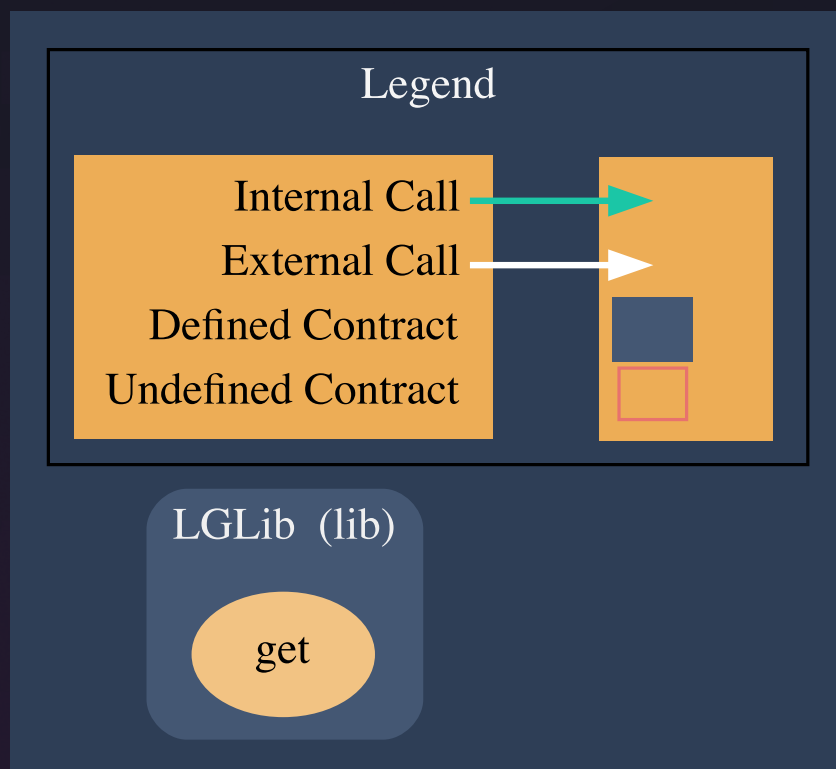 Legend
Internal Call
External Call
Defined Contract
Undefined Contract
LGLib (lib)
get